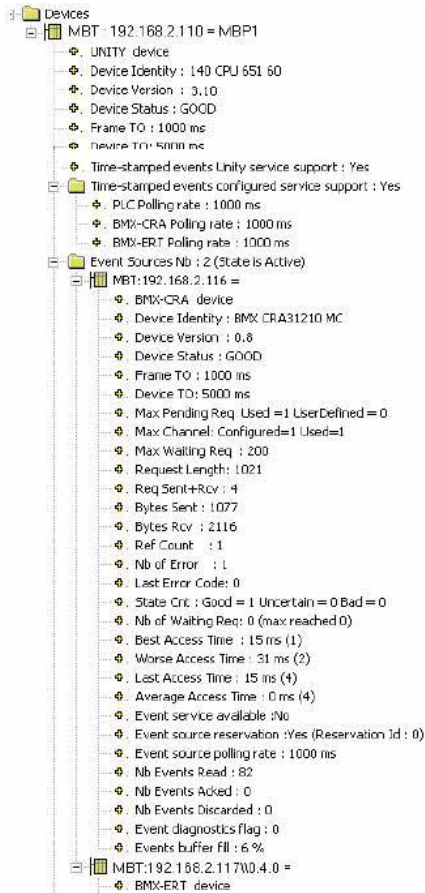 Devices
MBT : 192.168.2.110 = MBP1
UNITY device
Device Identity : 140 CPU 651 60
Device Version : 3.10
Device Status : GOOD
Frame TO : 1000 ms
Device TO: 5000 ms
Time-stamped events Unity service support : Yes
Time-stamped events configured service support : Yes
PLC Polling rate : 1000 ms
BMX-CRA Polling rate : 1000 ms
BMX-ERT Poling rate : 1000 ms
Event Sources Nb : 2 (State is Active)
MBT:192.168.2.116 =
BMX-CRA device
Device Identity : BMX CRA31210 MC
Device Version : 0.8
Device Status : GOOD
Frame TO : 1000 ms
Device TO: 5000 ms
Max Pending Req Used =1 UserDefined = 0
Max Channel: Configured=1 Used=1
Max Waiting Req : 200
Request Length: 1021
Req Sent+Rcv : 4
Bytes Sent : 1077
Bytes Rcv : 2116
Ref Count : 1
Nb of Error : 1
Last Error Code: 0
State Cnt : Good = 1 Uncertain = 0 Bad = 0
Nb of Waiting Req: 0 (max reached 0)
Best Access Time : 15 ms (1)
Worse Access Time : 31 ms (2)
Last Access Time : 15 ms (4)
Average Access Time : 0 ms (4)
Event service available :No
Event source reservation :Yes (Reservation Id : 0)
Event source polling rate : 1000 ms
Nb Events Read : 82
Nb Events Acked : 0
Nb Events Discarded : 0
Event diagnostics flag : 0
Events buffer fill : 6 %
MBT:192.168.2.117\\0.4.0 =
BMX-ERT device